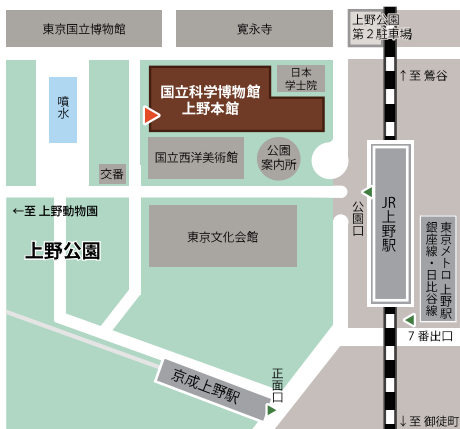 東京国立博物館
寛永寺
上野公園
第2駐車場
↑至 鶯谷
国立科学博物館
上野本館
日本
学士院
噴水
交番
国立西洋美術館
公園
案内所
←至 上野動物園
上野公園
東京文化会館
公園口
JR上野駅
東京メトロ 上野駅
銀座線・日比谷線
7 番出口
京成上野駅
正面口
↓至 御徒町